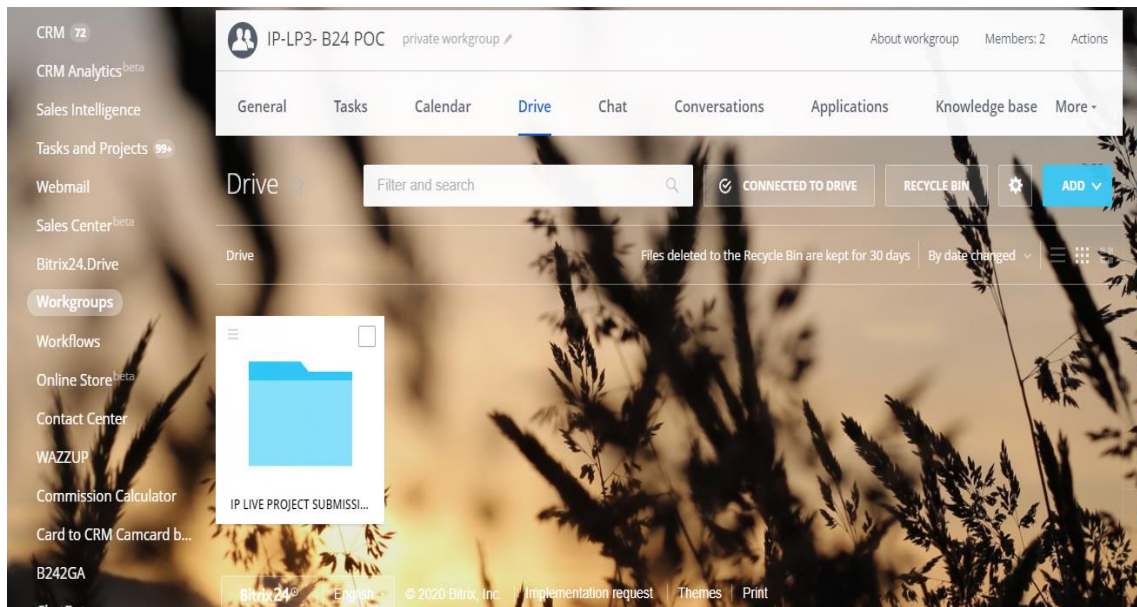 CRM 72
CRM Analytics beta
Sales Intelligence
Tasks and Projects 99+
Webmail
Sales Center beta
Bitrix24.Drive
Workgroups
Workflows
Online Store beta
Contact Center
WAZZUP
Commission Calculator
Card to CRM Camcard b...
B242GA
IP-LP3- B24 POC private workgroup About workgroup Members: 2 Actions
General Tasks Calendar Drive Chat Conversations Applications Knowledge base More
Drive Filter and search CONNECTED TO DRIVE RECYCLE BIN ADD
Drive Files deleted to the Recycle Bin are kept for 30 days By date changed
IP LIVE PROJECT SUBMISSI...
Bitrix24 English © 2020 Bitrix, Inc. Implementation request Themes Print